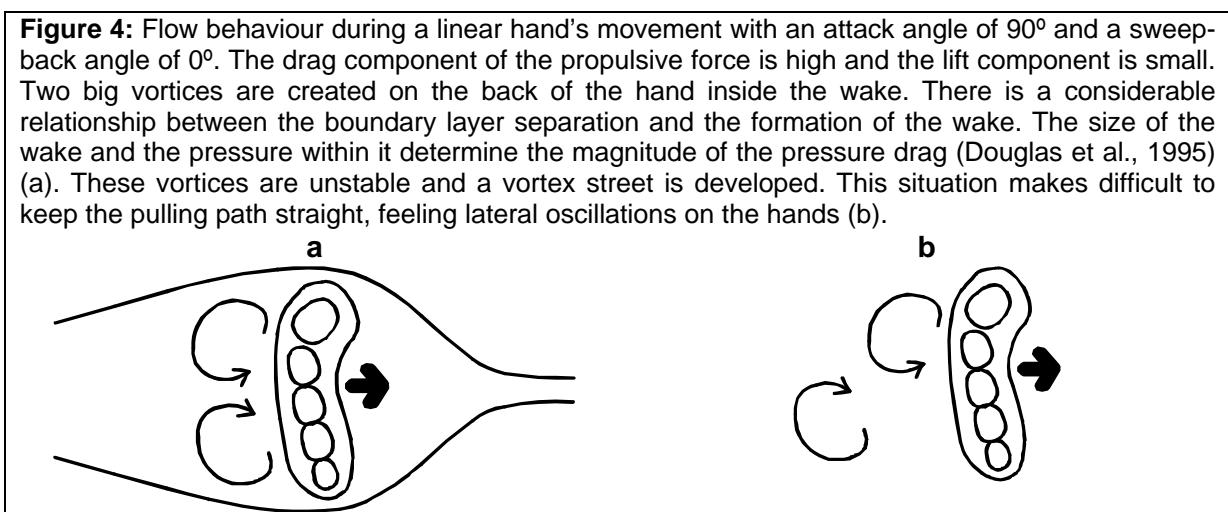 Figure 4: Flow behaviour during a linear hand's movement with an attack angle of 90º and a sweep-
back angle of 0º. The drag component of the propulsive force is high and the lift component is small.
Two big vortices are created on the back of the hand inside the wake. There is a considerable
relationship between the boundary layer separation and the formation of the wake. The size of the
wake and the pressure within it determine the magnitude of the pressure drag (Douglas et al., 1995)
(a). These vortices are unstable and a vortex street is developed. This situation makes difficult to
keep the pulling path straight, feeling lateral oscillations on the hands (b).
a b